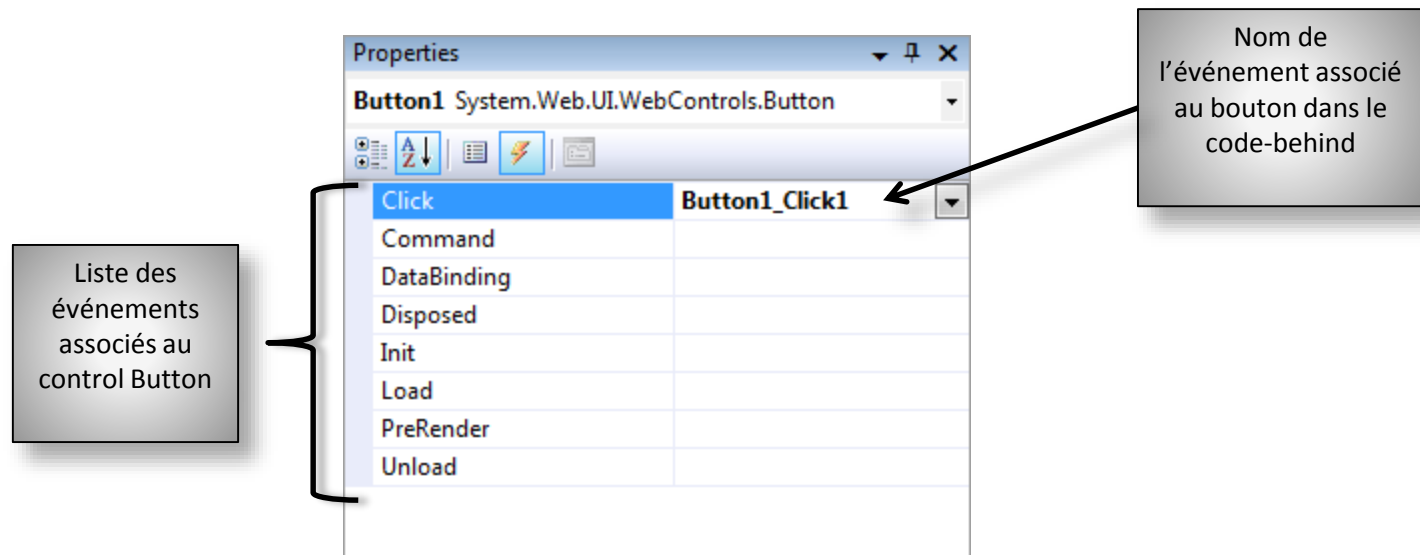 Properties
Button1 System.Web.UI.WebControls.Button
A
Z
Click Button1_Click1
Command
DataBinding
Disposed
Init
Load
PreRender
Unload
Liste des
événements
associés au
control Button
Nom de
l’événement associé
au bouton dans le
code-behind